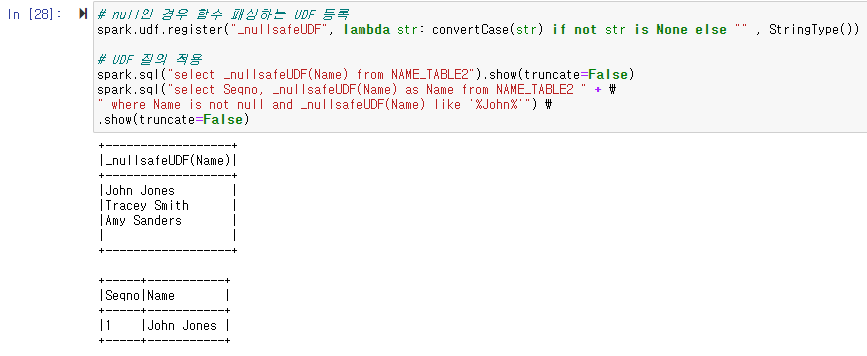 In [28]:
# null인 경우 함수 패싱하는 UDF 등록
spark.udf.register("_nullsafeUDF", lambda str: convertCase(str) if not str is None else "" , StringType())
# UDF 질의 적용
spark.sql("select _nullsafeUDF(Name) from NAME_TABLE2").show(truncate=False)
spark.sql("select Seqno, _nullsafeUDF(Name) as Name from NAME_TABLE2 " + ₩
" where Name is not null and _nullsafeUDF(Name) like '%John%'") ₩
.show(truncate=False)
+------------------+
|_nullsafeUDF(Name)|
+------------------+
|John Jones        |
|Tracey Smith      |
|Amy Sanders       |
|                  |
+------------------+
+-----+-----------+
|Seqno|Name       |
+-----+-----------+
|1    |John Jones |
+-----+-----------+